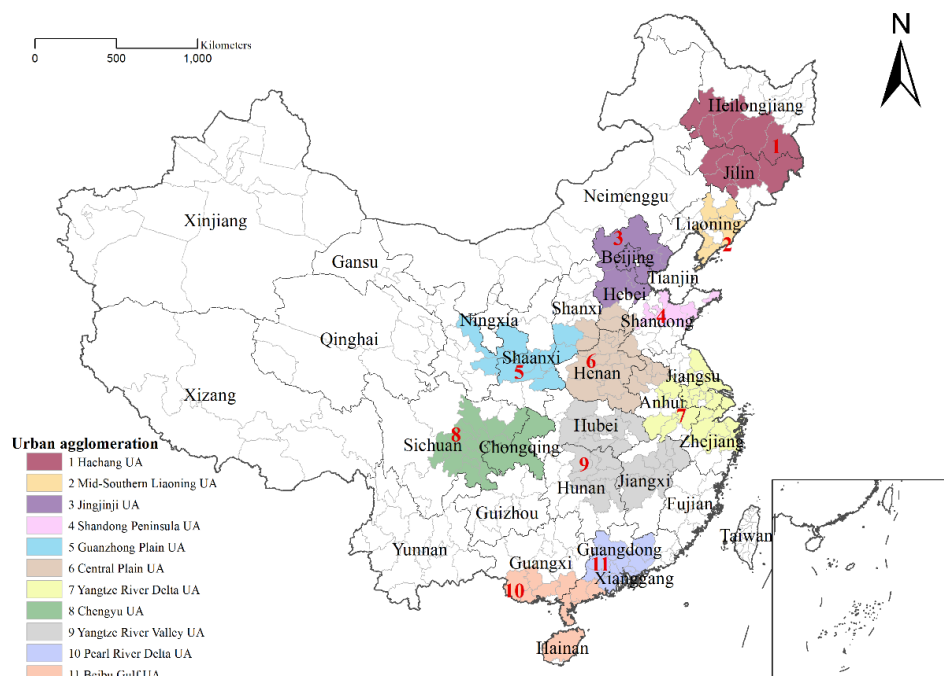 N
Kilometers
0 500 1,000
Heilongjiang
1
Jilin
Neimenggu
Liaoning
2
3
Beijing
Tianjin
Hebei
Xinjiang
Gansu
Shanxi
4
Shandong
Ningxia
Qinghai
Shaanxi
5
6
Henan
Jiangsu
Xizang
Anhui
7
Zhejiang
Hubei
8
Sichuan
Chongqing
9
Hunan
Jiangxi
Guizhou
Fujian
Taiwan
Yunnan
Guangxi
Guangdong
11
Xianggang
10
Hainan
Urban agglomeration
1 Hachang UA
2 Mid-Southern Liaoning UA
3 Jingjinji UA
4 Shandong Peninsula UA
5 Guanzhong Plain UA
6 Central Plain UA
7 Yangtze River Delta UA
8 Chengyu UA
9 Yangtze River Valley UA
10 Pearl River Delta UA
11 Beibu Gulf UA